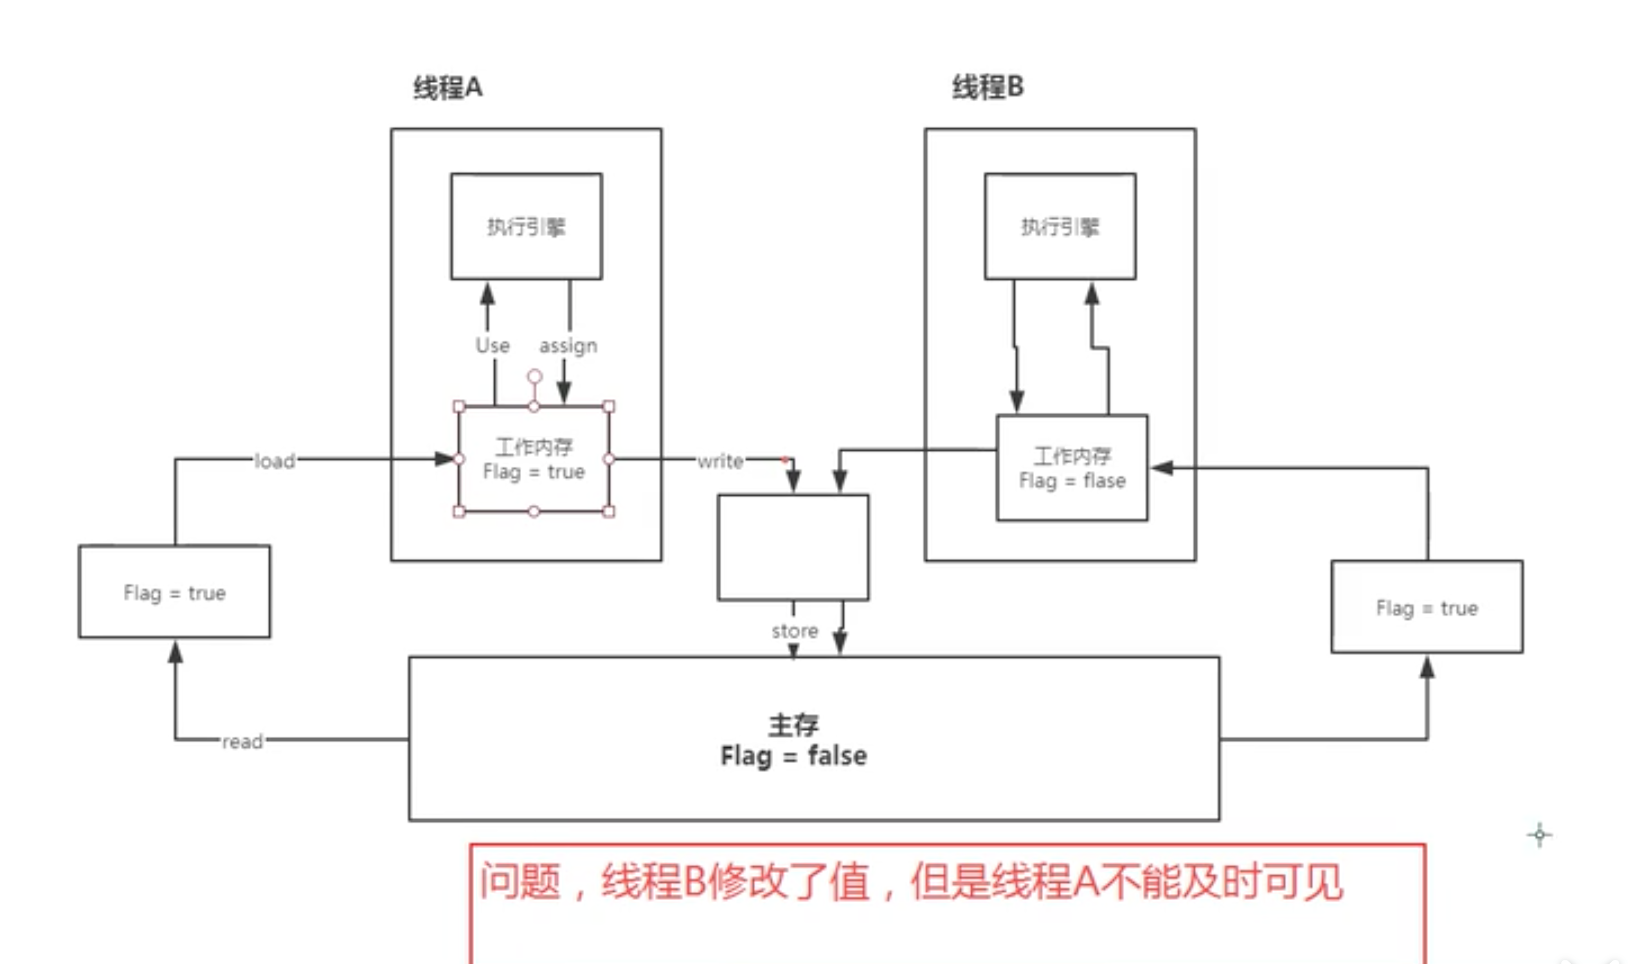 线程A
线程B
执行引擎
执行引擎
Use
assign
工作内存
Flag = true
工作内存
Flag = flase
load
write
Flag = true
Flag = true
store
主存
Flag = false
read
问题，线程B修改了值，但是线程A不能及时可见